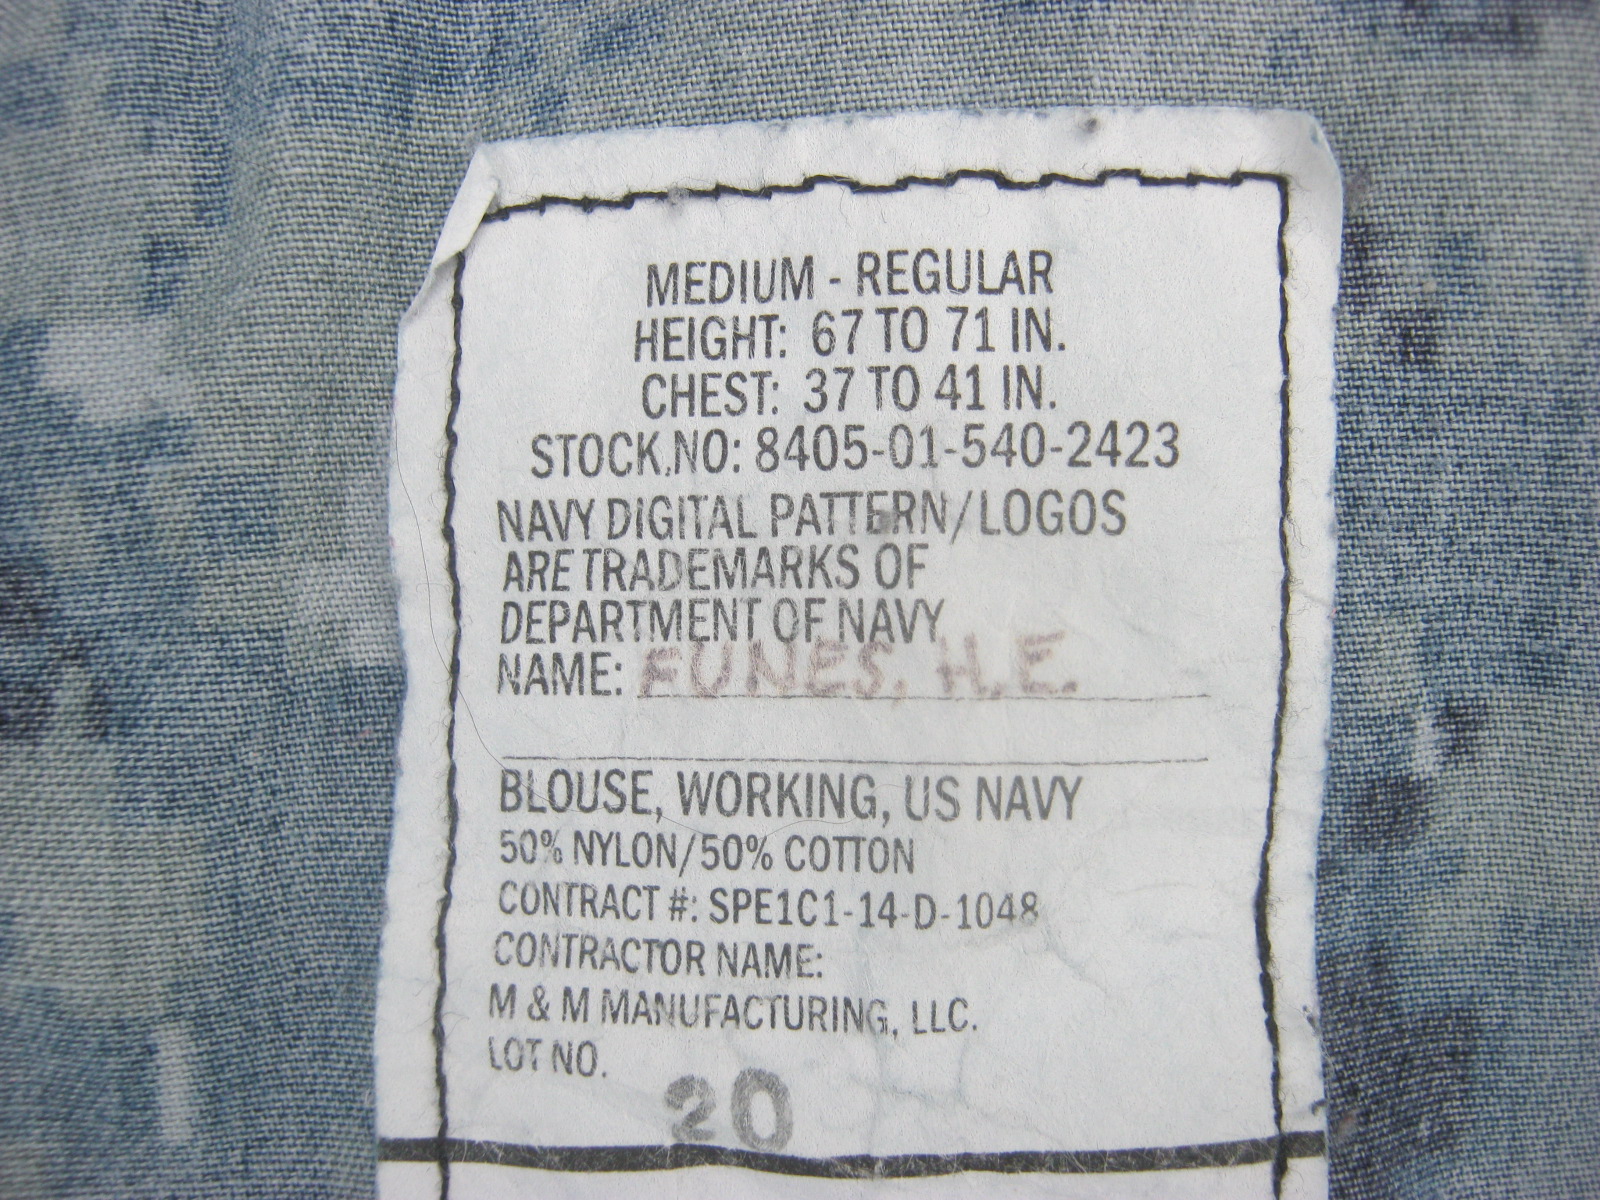 MEDIUM - REGULAR
HEIGHT: 67 TO 71 IN.
CHEST: 37 TO 41 IN.
STOCK NO: 8405-01-540-2423
NAVY DIGITAL PATTERN/LOGOS
ARE TRADEMARKS OF
DEPARTMENT OF NAVY
NAME: FUNES. H.E.
BLOUSE, WORKING, US NAVY
50% NYLON/50% COTTON
CONTRACT #: SPE1C1-14-D-1048
CONTRACTOR NAME:
M & M MANUFACTURING, LLC.
LOT NO.
20